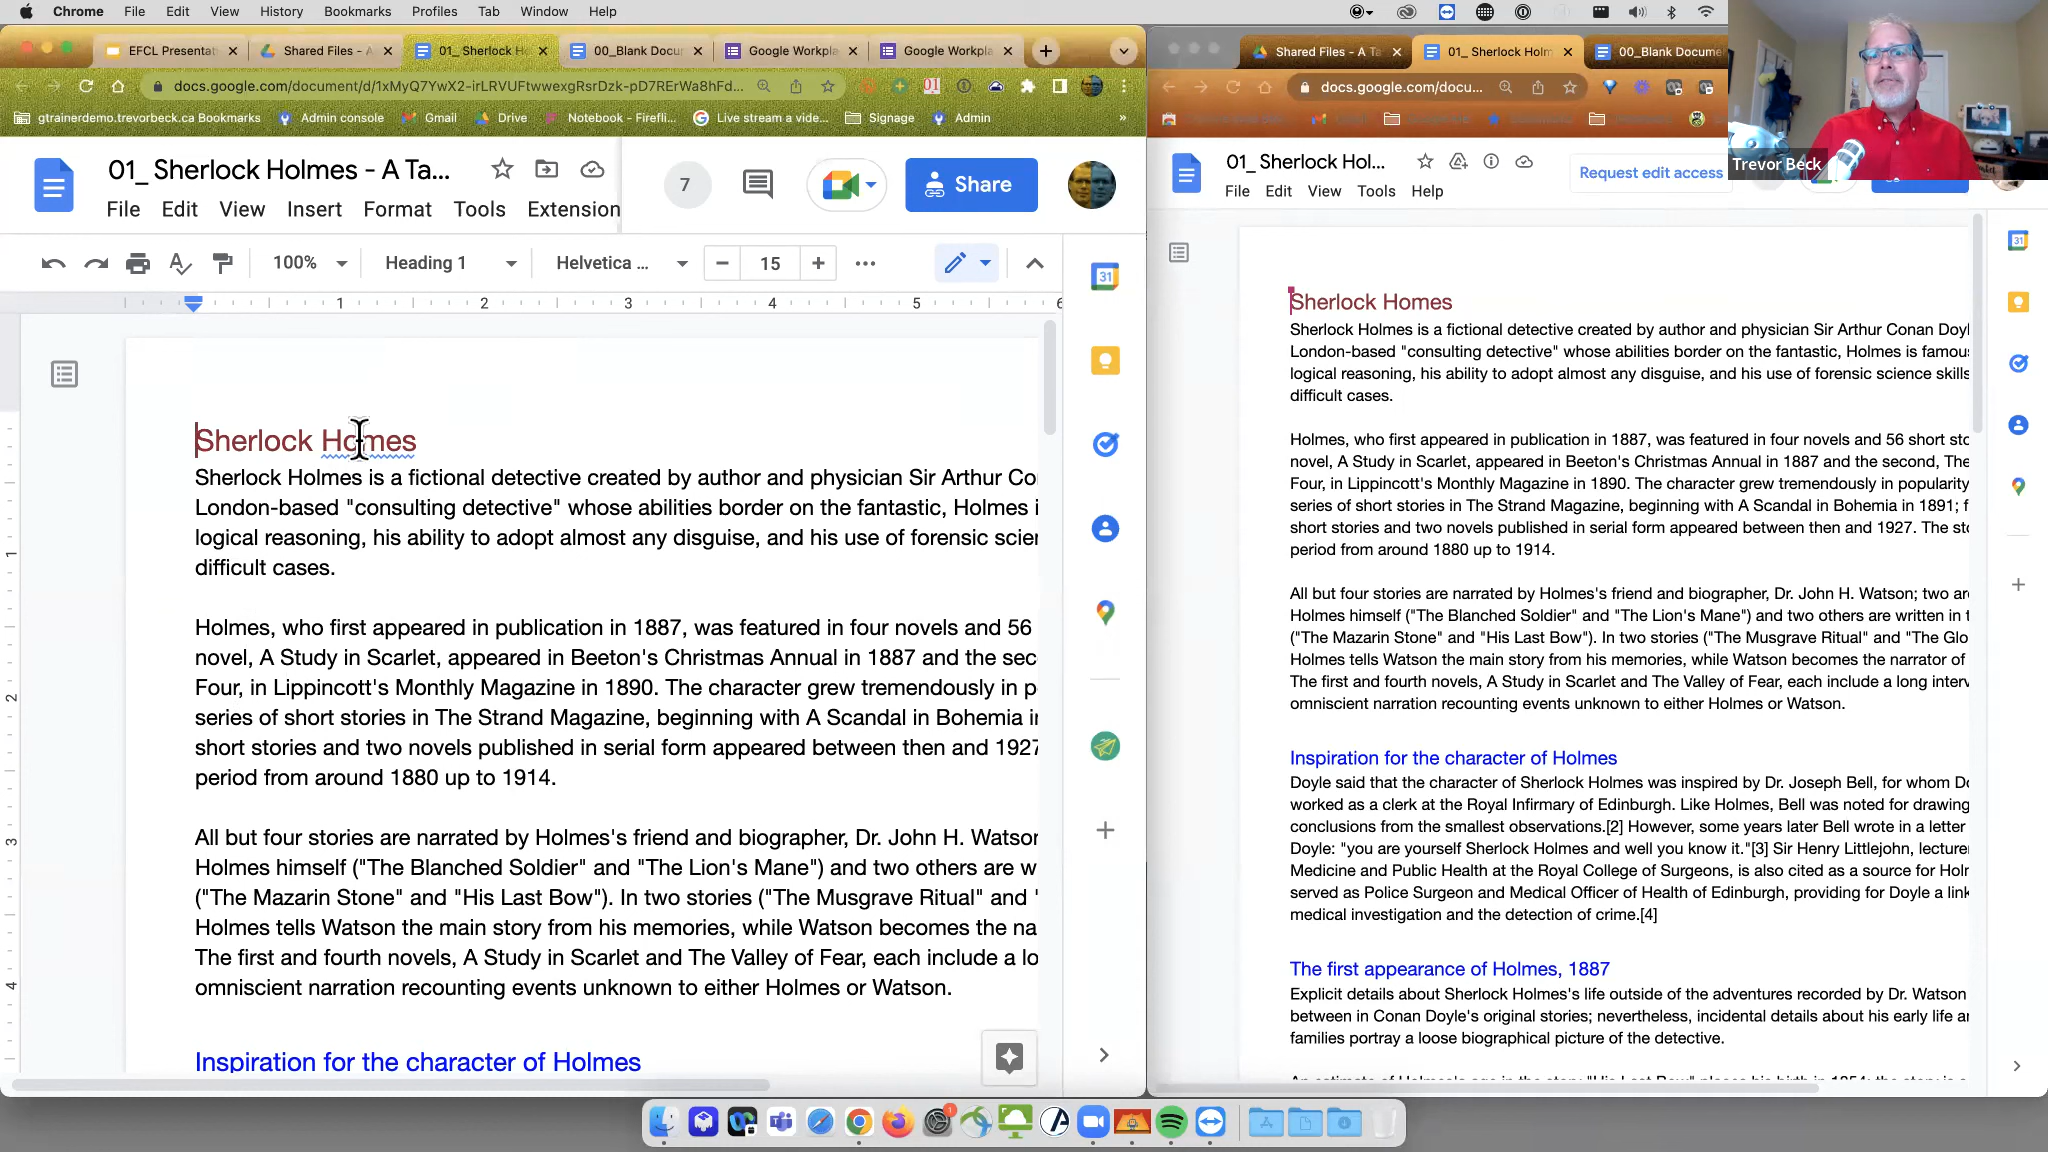 Chrome File Edit View History Bookmarks Profiles Tab Window Help
EFCL Presentat
Shared Files - A
01_ Sherlock H
00_Blank Docu
Google Workpla
Google Workpla
docs.google.com/document/d/1xMyQ7YwX2-irLRVUFtwwexgRsrDzk-pD7RErWa8hFd...
gtrainerdemo.trevorbeck.ca Bookmarks Admin console Gmail Drive Notebook - Firefli... Live stream a vide... Signage Admin »
01_ Sherlock Holmes - A Ta...
7
Share
File Edit View Insert Format Tools Extension
100% Heading 1 Helvetica ... 15
1 2 3 4 5 6
Sherlock Homes
Sherlock Holmes is a fictional detective created by author and physician Sir Arthur Co
London-based "consulting detective" whose abilities border on the fantastic, Holmes i
logical reasoning, his ability to adopt almost any disguise, and his use of forensic scie
difficult cases.
Holmes, who first appeared in publication in 1887, was featured in four novels and 56
novel, A Study in Scarlet, appeared in Beeton's Christmas Annual in 1887 and the sec
Four, in Lippincott's Monthly Magazine in 1890. The character grew tremendously in p
series of short stories in The Strand Magazine, beginning with A Scandal in Bohemia i
short stories and two novels published in serial form appeared between then and 1927
period from around 1880 up to 1914.
All but four stories are narrated by Holmes's friend and biographer, Dr. John H. Watson
Holmes himself ("The Blanched Soldier" and "The Lion's Mane") and two others are w
("The Mazarin Stone" and "His Last Bow"). In two stories ("The Musgrave Ritual" and "
Holmes tells Watson the main story from his memories, while Watson becomes the na
The first and fourth novels, A Study in Scarlet and The Valley of Fear, each include a lo
omniscient narration recounting events unknown to either Holmes or Watson.
Inspiration for the character of Holmes
1
2
3
4
31
Shared Files - A Ta
01_ Sherlock Holm
00_Blank Docume
docs.google.com/docu...
Trevor Beck
01_ Sherlock Hol...
Request edit access
File Edit View Tools Help
Sherlock Homes
Sherlock Holmes is a fictional detective created by author and physician Sir Arthur Conan Doyl
London-based "consulting detective" whose abilities border on the fantastic, Holmes is famous
logical reasoning, his ability to adopt almost any disguise, and his use of forensic science skills
difficult cases.
Holmes, who first appeared in publication in 1887, was featured in four novels and 56 short sto
novel, A Study in Scarlet, appeared in Beeton's Christmas Annual in 1887 and the second, The
Four, in Lippincott's Monthly Magazine in 1890. The character grew tremendously in popularity
series of short stories in The Strand Magazine, beginning with A Scandal in Bohemia in 1891; f
short stories and two novels published in serial form appeared between then and 1927. The sto
period from around 1880 up to 1914.
All but four stories are narrated by Holmes's friend and biographer, Dr. John H. Watson; two are
Holmes himself ("The Blanched Soldier" and "The Lion's Mane") and two others are written in t
("The Mazarin Stone" and "His Last Bow"). In two stories ("The Musgrave Ritual" and "The Glo
Holmes tells Watson the main story from his memories, while Watson becomes the narrator of
The first and fourth novels, A Study in Scarlet and The Valley of Fear, each include a long interv
omniscient narration recounting events unknown to either Holmes or Watson.
Inspiration for the character of Holmes
Doyle said that the character of Sherlock Holmes was inspired by Dr. Joseph Bell, for whom Do
worked as a clerk at the Royal Infirmary of Edinburgh. Like Holmes, Bell was noted for drawing
conclusions from the smallest observations.[2] However, some years later Bell wrote in a letter
Doyle: "you are yourself Sherlock Holmes and well you know it."[3] Sir Henry Littlejohn, lecturer
Medicine and Public Health at the Royal College of Surgeons, is also cited as a source for Holm
served as Police Surgeon and Medical Officer of Health of Edinburgh, providing for Doyle a link
medical investigation and the detection of crime.[4]
The first appearance of Holmes, 1887
Explicit details about Sherlock Holmes's life outside of the adventures recorded by Dr. Watson
between in Conan Doyle's original stories; nevertheless, incidental details about his early life an
families portray a loose biographical picture of the detective.
31